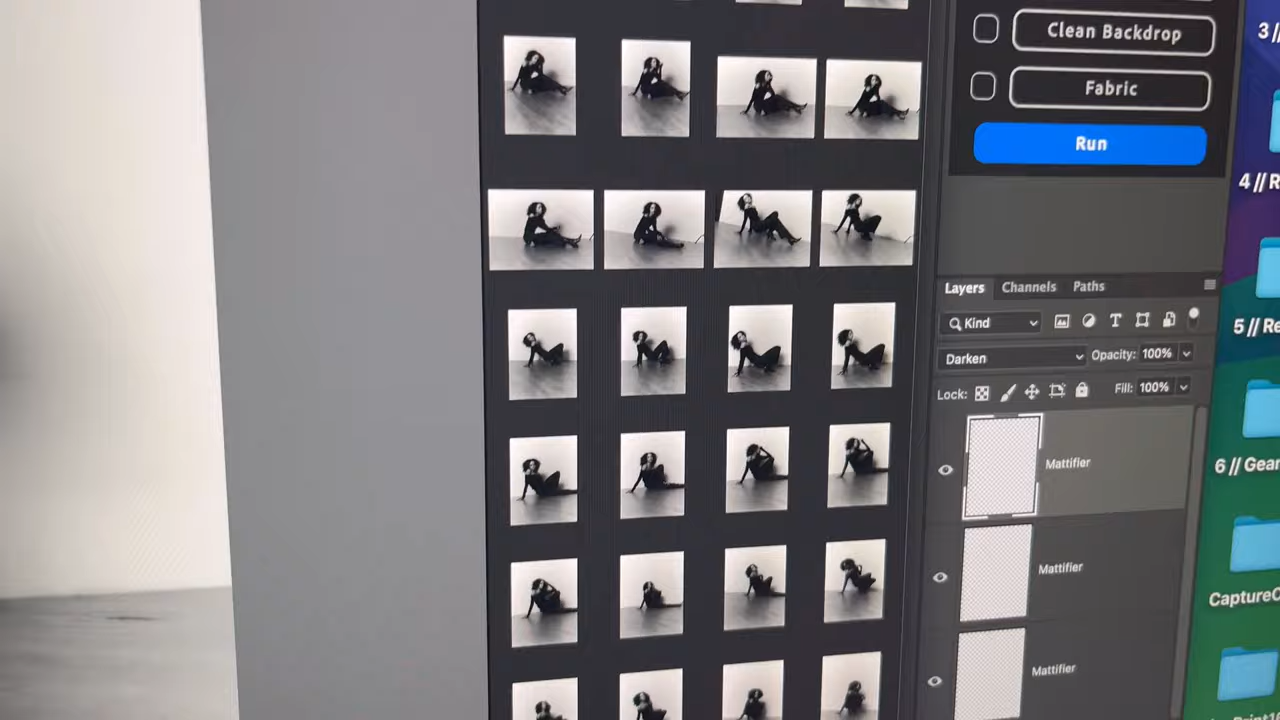 Clean Backdrop
Fabric
Run
Layers Channels Paths
Kind
Darken Opacity: 100%
Lock: Fill: 100%
Mattifier
Mattifier
Mattifier
3 //
4 // R
5 // Re
6 // Gear
CaptureO